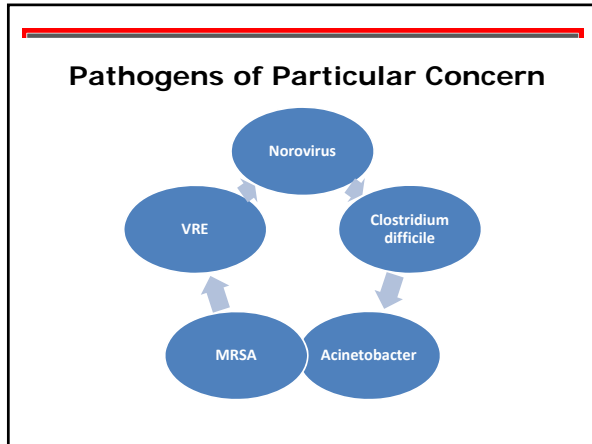 Pathogens of Particular Concern
Norovirus
Clostridium
difficile
Acinetobacter
MRSA
VRE